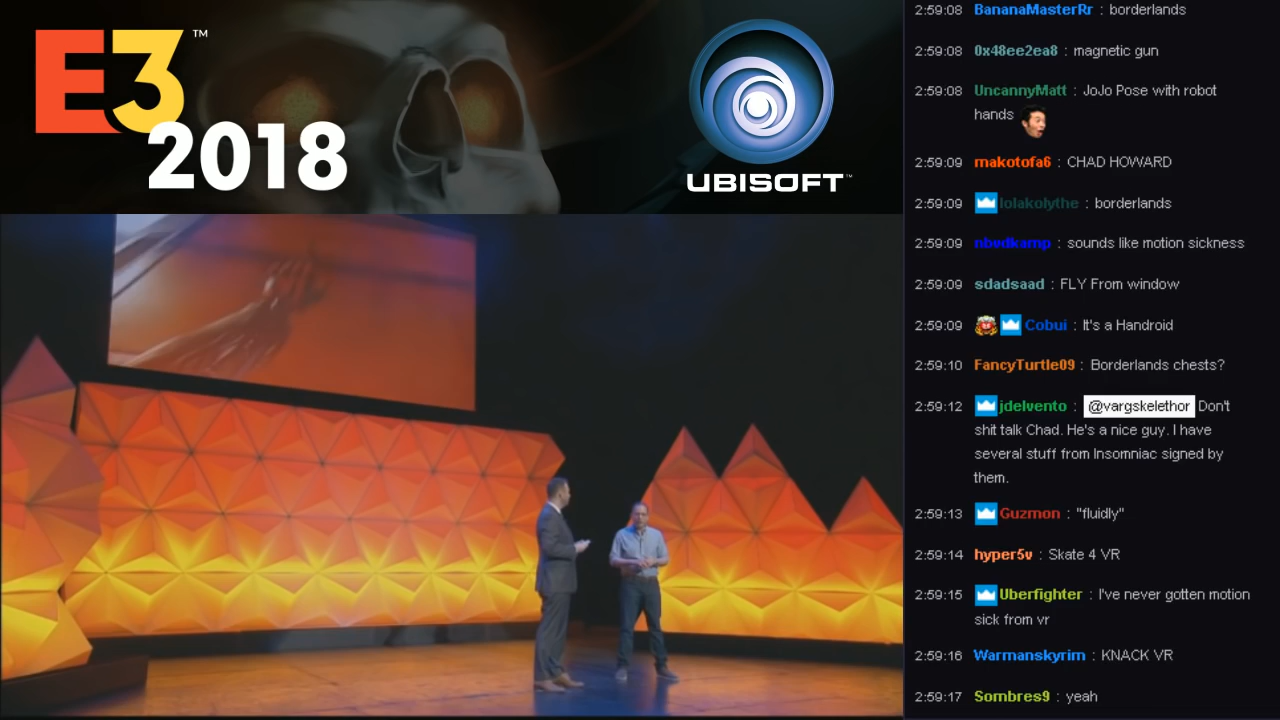 E3™
2018
UBISOFT™
2:59:08 BananaMasterRr : borderlands
2:59:08 0x48ee2ea8 : magnetic gun
2:59:08 UncannyMatt : JoJo Pose with robot
hands
2:59:09 makotofa6 : CHAD HOWARD
2:59:09 lolakolythe : borderlands
2:59:09 nbvdkamp : sounds like motion sickness
2:59:09 sdadsaad : FLY From window
2:59:09 Cobui : It's a Handroid
2:59:10 FancyTurtle09 : Borderlands chests?
2:59:12 jdelvento : @vargskelethor Don't
shit talk Chad. He's a nice guy. I have
several stuff from Insomniac signed by
them.
2:59:13 Guzmon : "fluidly"
2:59:14 hyper5v : Skate 4 VR
2:59:15 Uberfighter : I've never gotten motion
sick from vr
2:59:16 Warmanskyrim : KNACK VR
2:59:17 Sombres9 : yeah